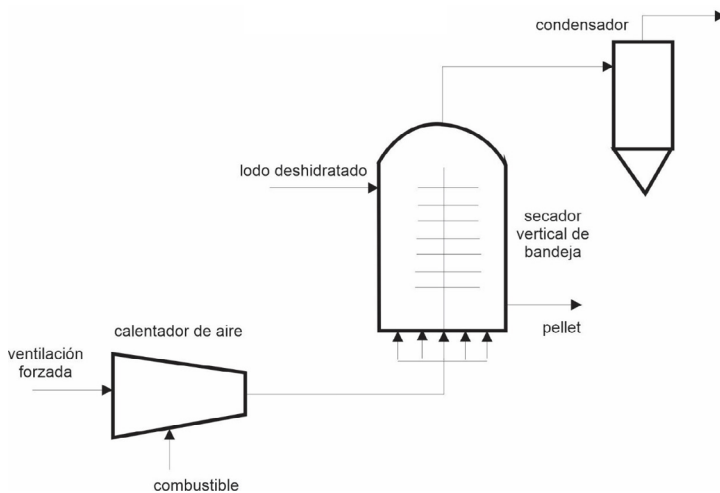 condensador
lodo deshidratado
secador
vertical de
bandeja
pellet
calentador de aire
ventilación
forzada
combustible